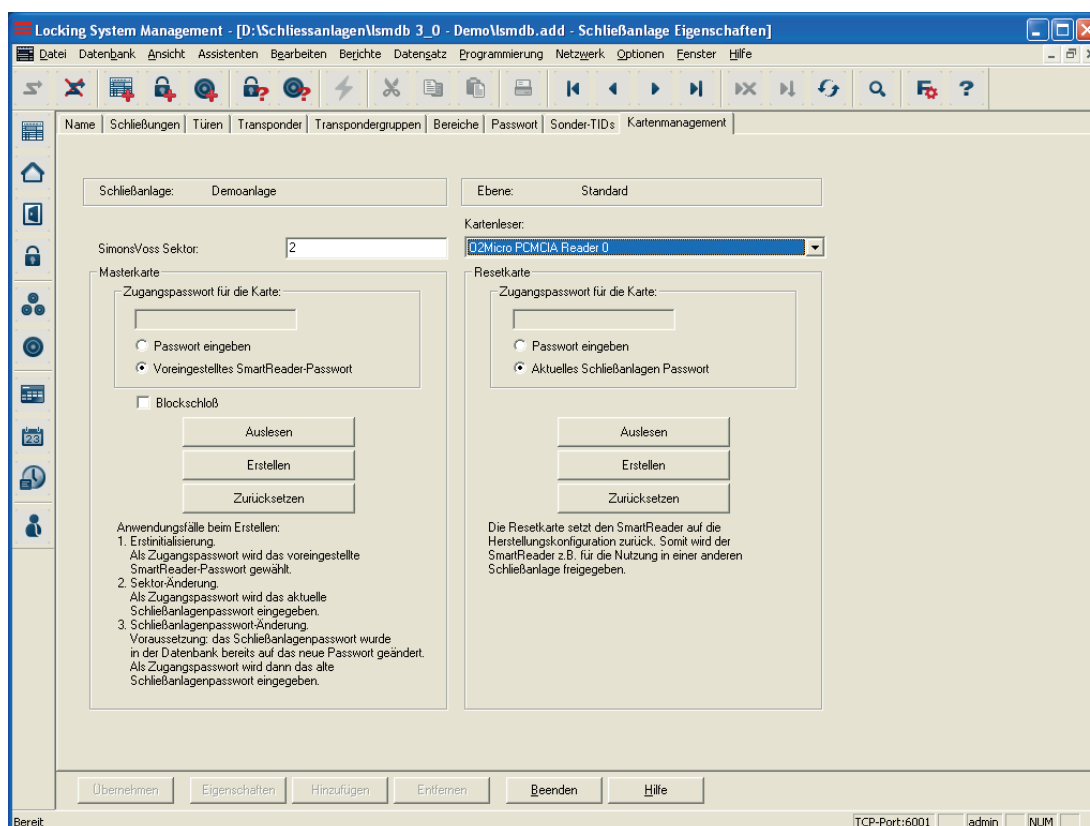 Locking System Management - [D:\Schliessanlagen\lsmdb 3_0 - Demo\lsmdb.add - Schließanlage Eigenschaften]
Datei Datenbank Ansicht Assistenten Bearbeiten Berichte Datensatz Programmierung Netzwerk Optionen Fenster Hilfe
Name Schließungen Türen Transponder Transpondergruppen Bereiche Passwort Sonder-TIDs Kartenmanagement
23
Schließanlage: Demoanlage
Ebene: Standard
Kartenleser:
SimonsVoss Sektor: 2
O2Micro PCMCIA Reader 0
Masterkarte
Zugangspasswort für die Karte:
Passwort eingeben
Voreingestelltes SmartReader-Passwort
Blockschloß
Auslesen
Erstellen
Zurücksetzen
Anwendungsfälle beim Erstellen:
1. Erstinitialisierung.
Als Zugangspasswort wird das voreingestellte
SmartReader-Passwort gewählt.
2. Sektor-Änderung.
Als Zugangspasswort wird das aktuelle
Schließanlagenpasswort eingegeben.
3. Schließanlagenpasswort-Änderung.
Voraussetzung: das Schließanlagenpasswort wurde
in der Datenbank bereits auf das neue Passwort geändert.
Als Zugangspasswort wird dann das alte
Schließanlagenpasswort eingegeben.
Resetkarte
Zugangspasswort für die Karte:
Passwort eingeben
Aktuelles Schließanlagen Passwort
Auslesen
Erstellen
Zurücksetzen
Die Resetkarte setzt den SmartReader auf die
Herstellungskonfiguration zurück. Somit wird der
SmartReader z.B. für die Nutzung in einer anderen
Schließanlage freigegeben.
Übernehmen Eigenschaften Hinzufügen Entfernen Beenden Hilfe
Bereit TCP-Port:6001 admin NUM